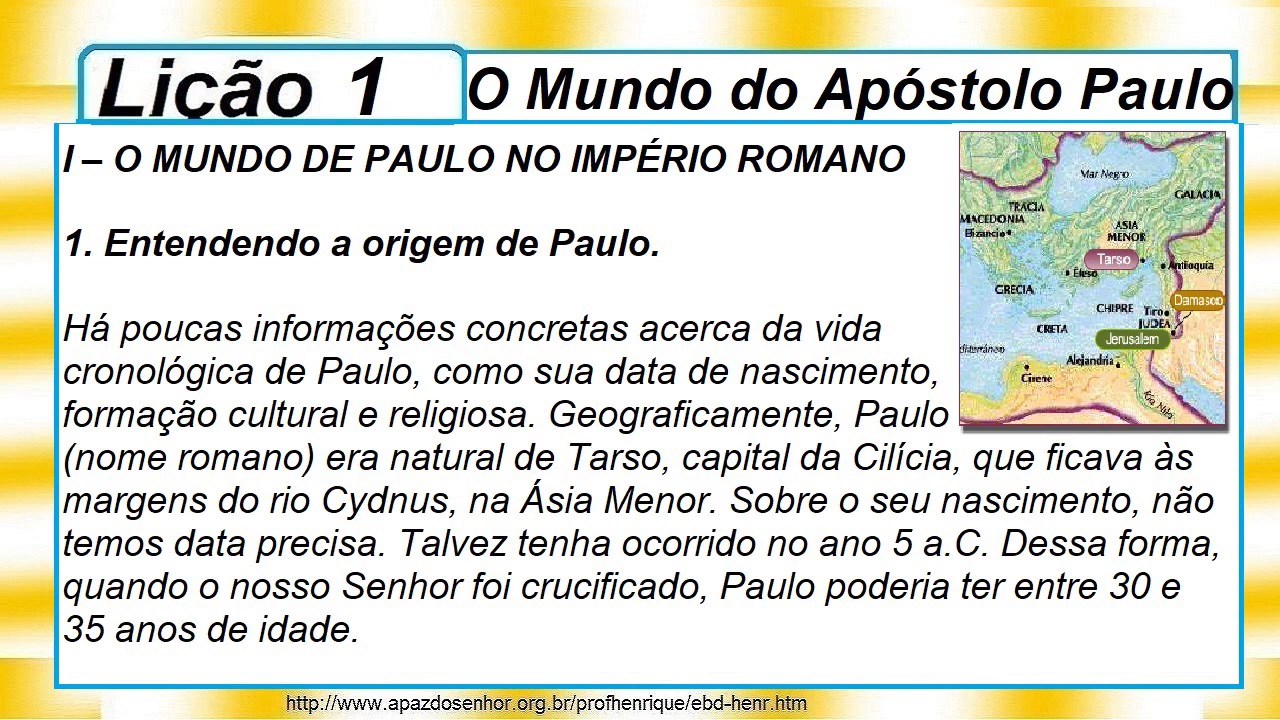 Lição 1
O Mundo do Apóstolo Paulo
I – O MUNDO DE PAULO NO IMPÉRIO ROMANO
1. Entendendo a origem de Paulo.
Há poucas informações concretas acerca da vida
cronológica de Paulo, como sua data de nascimento,
formação cultural e religiosa. Geograficamente, Paulo
(nome romano) era natural de Tarso, capital da Cilícia, que ficava às
margens do rio Cydnus, na Ásia Menor. Sobre o seu nascimento, não
temos data precisa. Talvez tenha ocorrido no ano 5 a.C. Dessa forma,
quando o nosso Senhor foi crucificado, Paulo poderia ter entre 30 e
35 anos de idade.
Mar Negro
GALACIA
TRACIA
MACEDONIA
Bizancio
ASIA
MENOR
Tarso
Antioquia
Efeso
GRECIA
Damasco
CHIPRE
Tiro
JUDEA
CRETA
Jerusalem
diterráneo
Alejandría
Cirene
Río Nilo
http://www.apazdosenhor.org.br/profhenrique/ebd-henr.htm